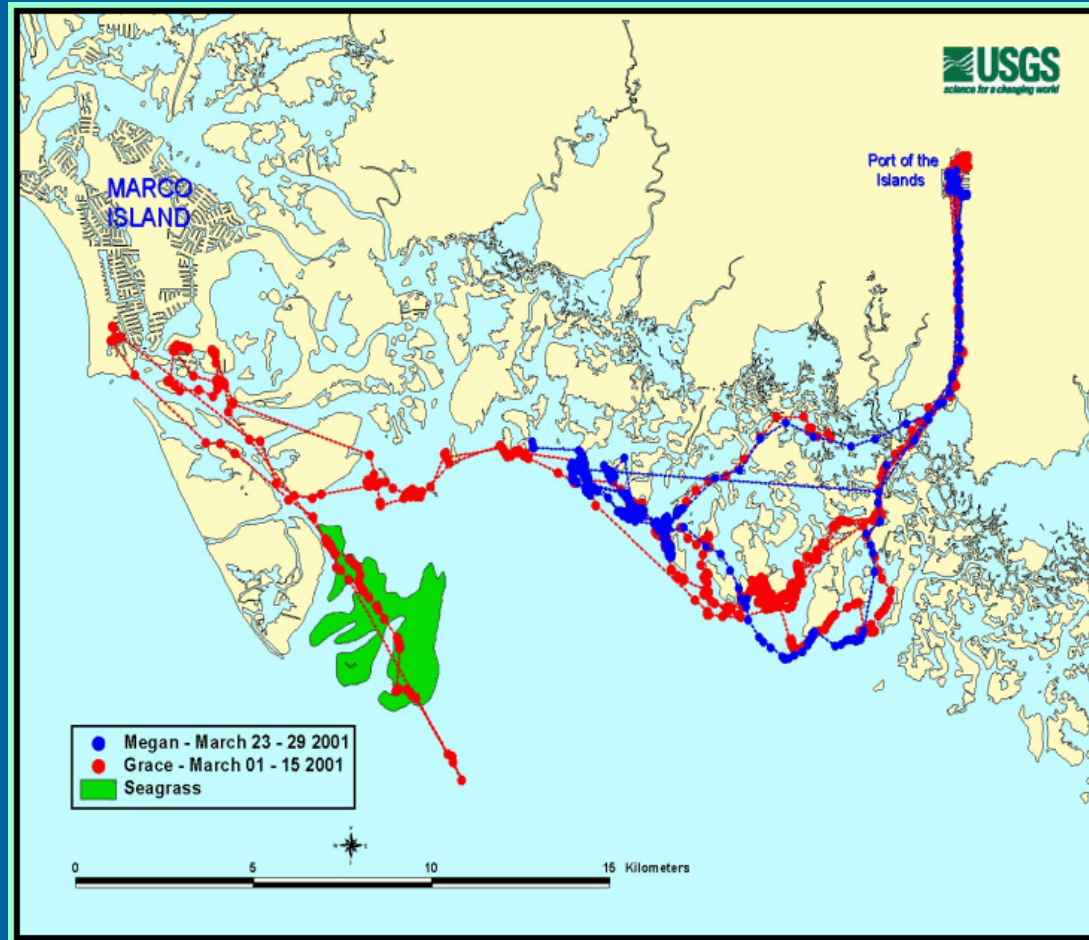 USGS
science for a changing world
Port of the
Islands
MARCO
ISLAND
Megan - March 23 - 29 2001
Grace - March 01 - 15 2001
Seagrass
0 5 10 15 Kilometers